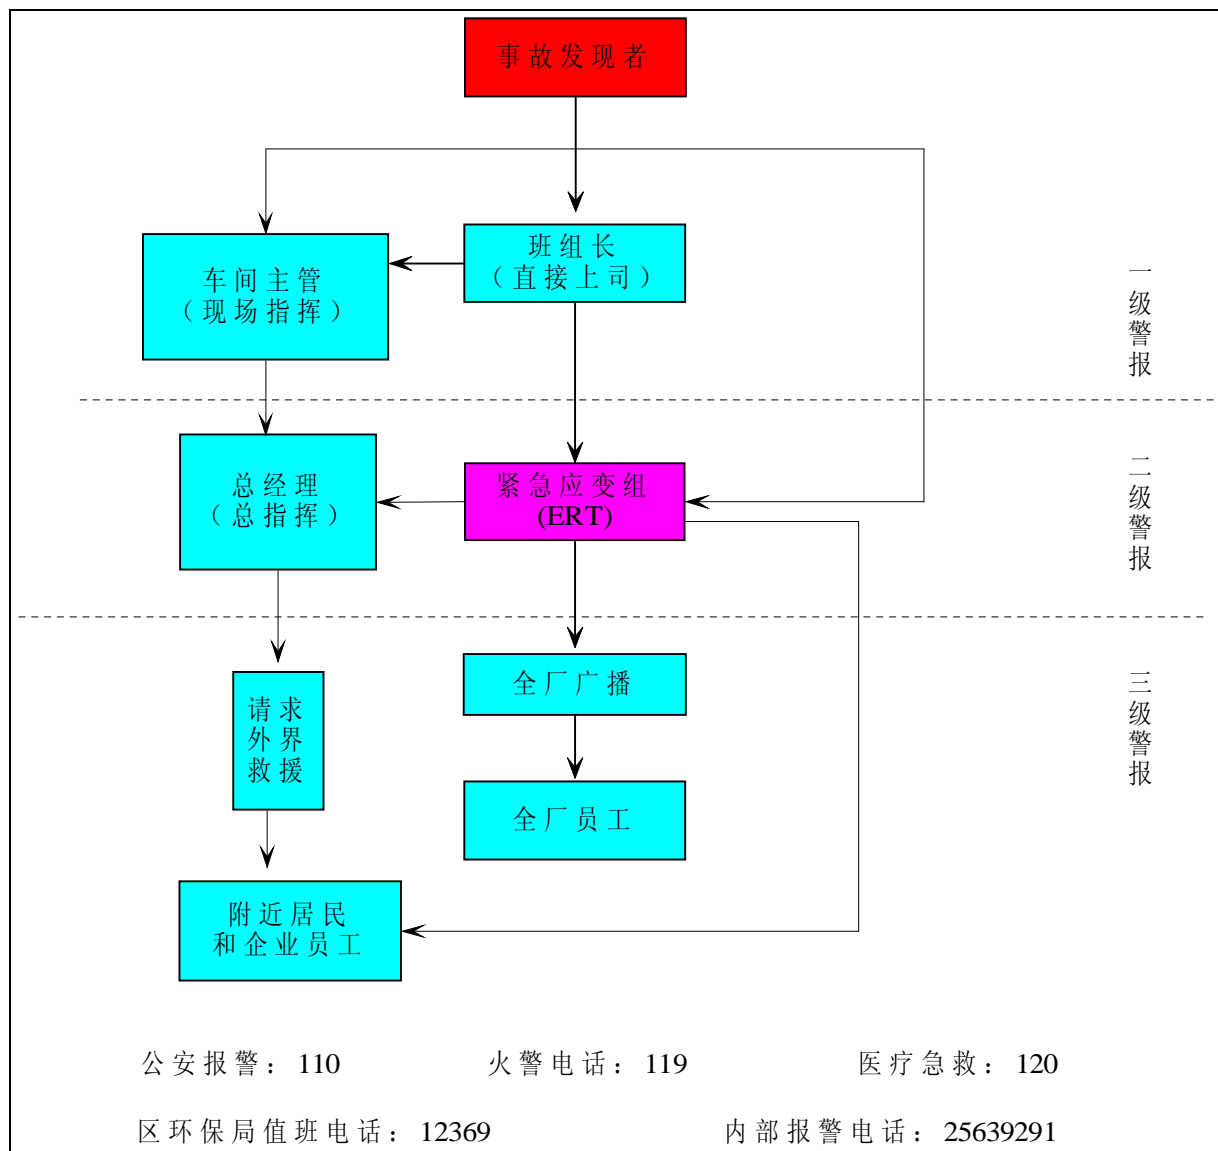 事故发现者
班组长
（直接上司）
车间主管
（现场指挥）
一级警报
总经理
（总指挥）
紧急应变组
(ERT)
二级警报
请求
外界
救援
全厂广播
三级警报
全厂员工
附近居民
和企业员工
公安报警：110
火警电话：119
医疗急救：120
区环保局值班电话：12369
内部报警电话：25639291